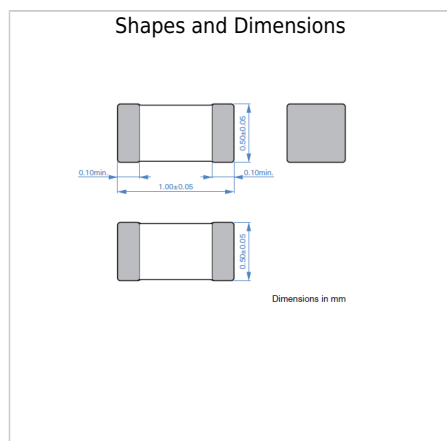 Shapes and Dimensions
0.50±0.05
0.10min.
0.10min.
1.00±0.05
0.50±0.05
Dimensions in mm